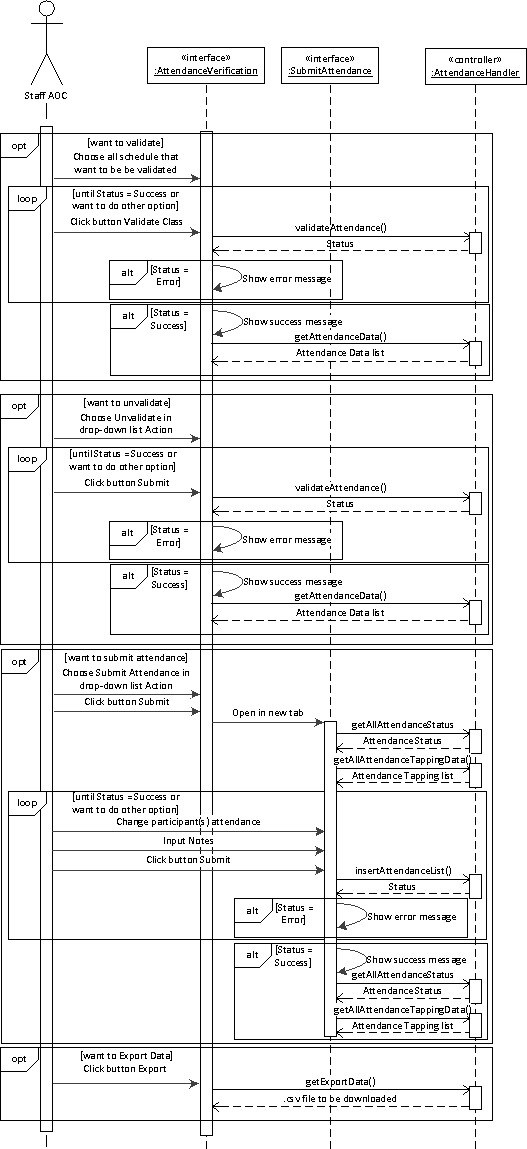 «interface»
:AttendanceVerification
«interface»
:SubmitAttendance
«controller»
:AttendanceHandler
Staff AOC
opt
[want to validate]
Choose all schedule that
want to be be validated
loop
[until Status = Success or
want to do other option]
Click button Validate Class
validateAttendance()
Status
alt
[Status =
Error]
Show error message
alt
[Status =
Success]
Show success message
getAttendanceData()
Attendance Data list
opt
[want to unvalidate]
Choose Unvalidate in
drop-down list Action
loop
[until Status = Success or
want to do other option]
Click button Submit
validateAttendance()
Status
alt
[Status =
Error]
Show error message
alt
[Status =
Success]
Show success message
getAttendanceData()
Attendance Data list
opt
[want to submit attendance]
Choose Submit Attendance in
drop-down list Action
Click button Submit
Open in new tab
getAllAttendanceStatus
Attendance Status
getAllAttendanceTappingData()
Attendance Tapping list
loop
[until Status = Success or
want to do other option]
Change participant(s) attendance
Input Notes
Click button Submit
insertAttendanceList()
Status
alt
[Status =
Error]
Show error message
alt
[Status =
Success]
Show success message
getAllAttendanceStatus
Attendance Status
getAllAttendanceTappingData()
Attendance Tapping list
opt
[want to Export Data]
Click button Export
getExportData()
.csv file to be downloaded